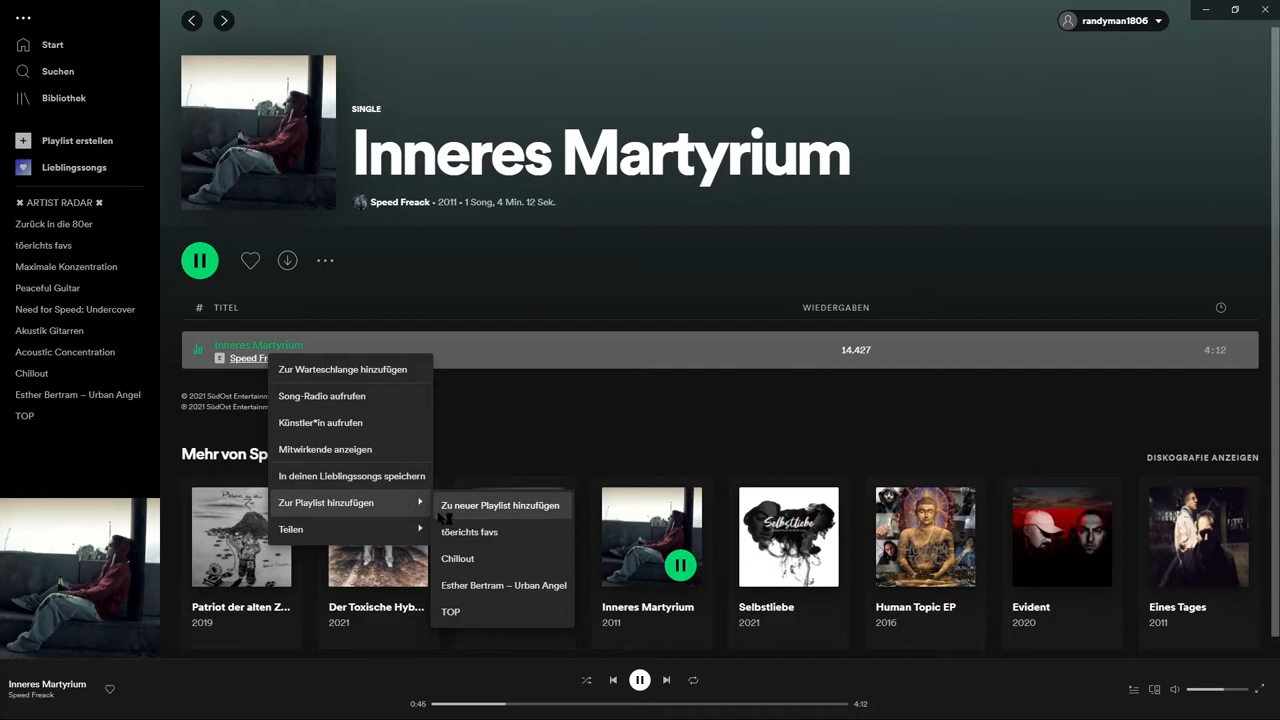 Start
Suchen
Bibliothek
Playlist erstellen
Lieblingssongs
✖ ARTIST RADAR ✖
Zurück in die 80er
töerichts favs
Maximale Konzentration
Peaceful Guitar
Need for Speed: Undercover
Akustik Gitarren
Acoustic Concentration
Chillout
Esther Bertram – Urban Angel
TOP
randyman1806
SINGLE
Inneres Martyrium
Speed Freack • 2011 • 1 Song, 4 Min. 12 Sek.
# TITEL WIEDERGABEN
Inneres Martyrium
E Speed Fr
14.427 4:12
© 2021 SüdOst Entertainm
℗ 2021 SüdOst Entertainm
Zur Warteschlange hinzufügen
Song-Radio aufrufen
Künstler*in aufrufen
Mitwirkende anzeigen
In deinen Lieblingssongs speichern
Zur Playlist hinzufügen
Teilen
Zu neuer Playlist hinzufügen
töerichts favs
Chillout
Esther Bertram – Urban Angel
TOP
Mehr von Sp
DISKOGRAFIE ANZEIGEN
Selbstliebe
Patriot der alten Z...
2019
Der Toxische Hyb...
2021
Inneres Martyrium
2011
Selbstliebe
2021
Human Topic EP
2016
Evident
2020
Eines Tages
2011
Inneres Martyrium
Speed Freack
0:45 4:12